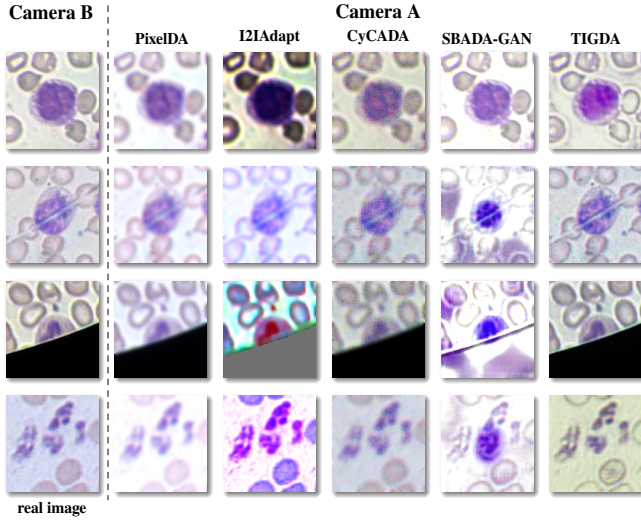 Camera B
Camera A
PixelDA
I2IAdapt
CyCADA
SBADA-GAN
TIGDA
real image